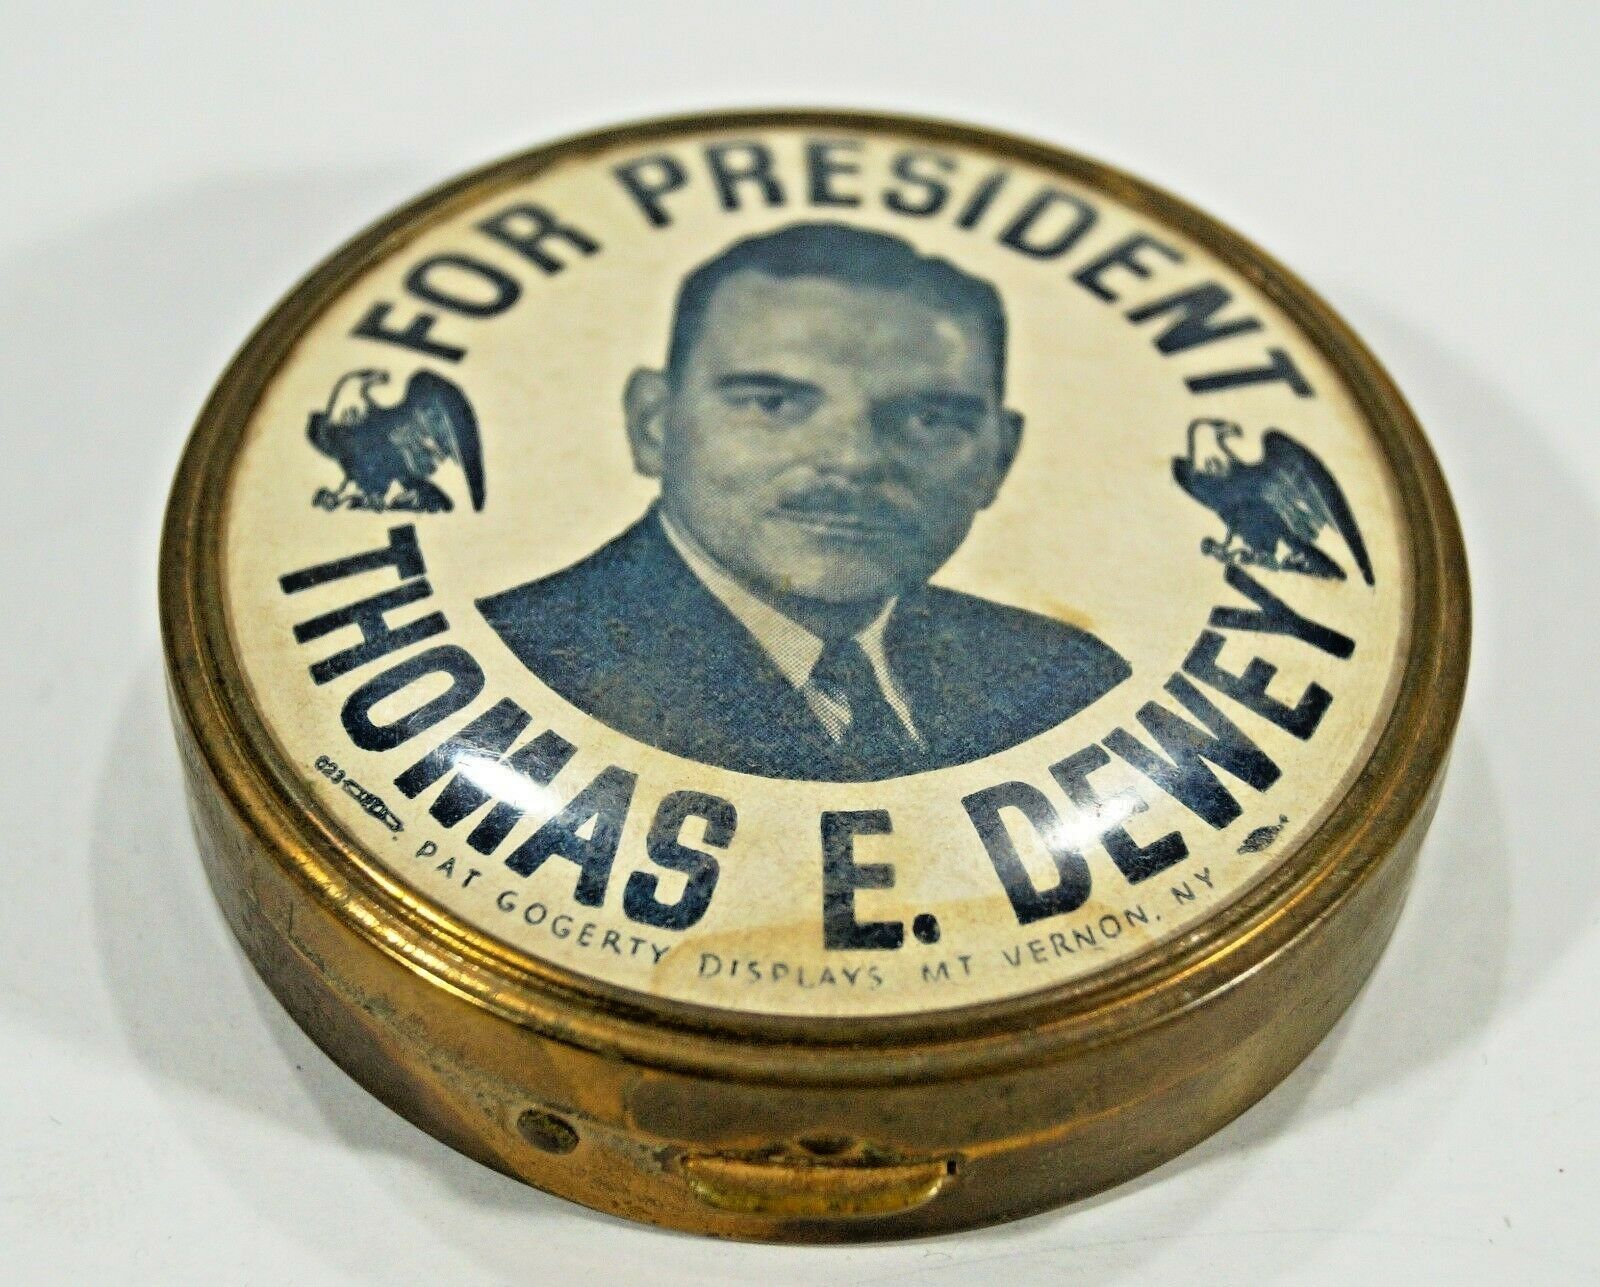 FOR PRESIDENT
THOMAS E. DEWEY
PAT GOGERTY DISPLAYS MT VERNON, NY